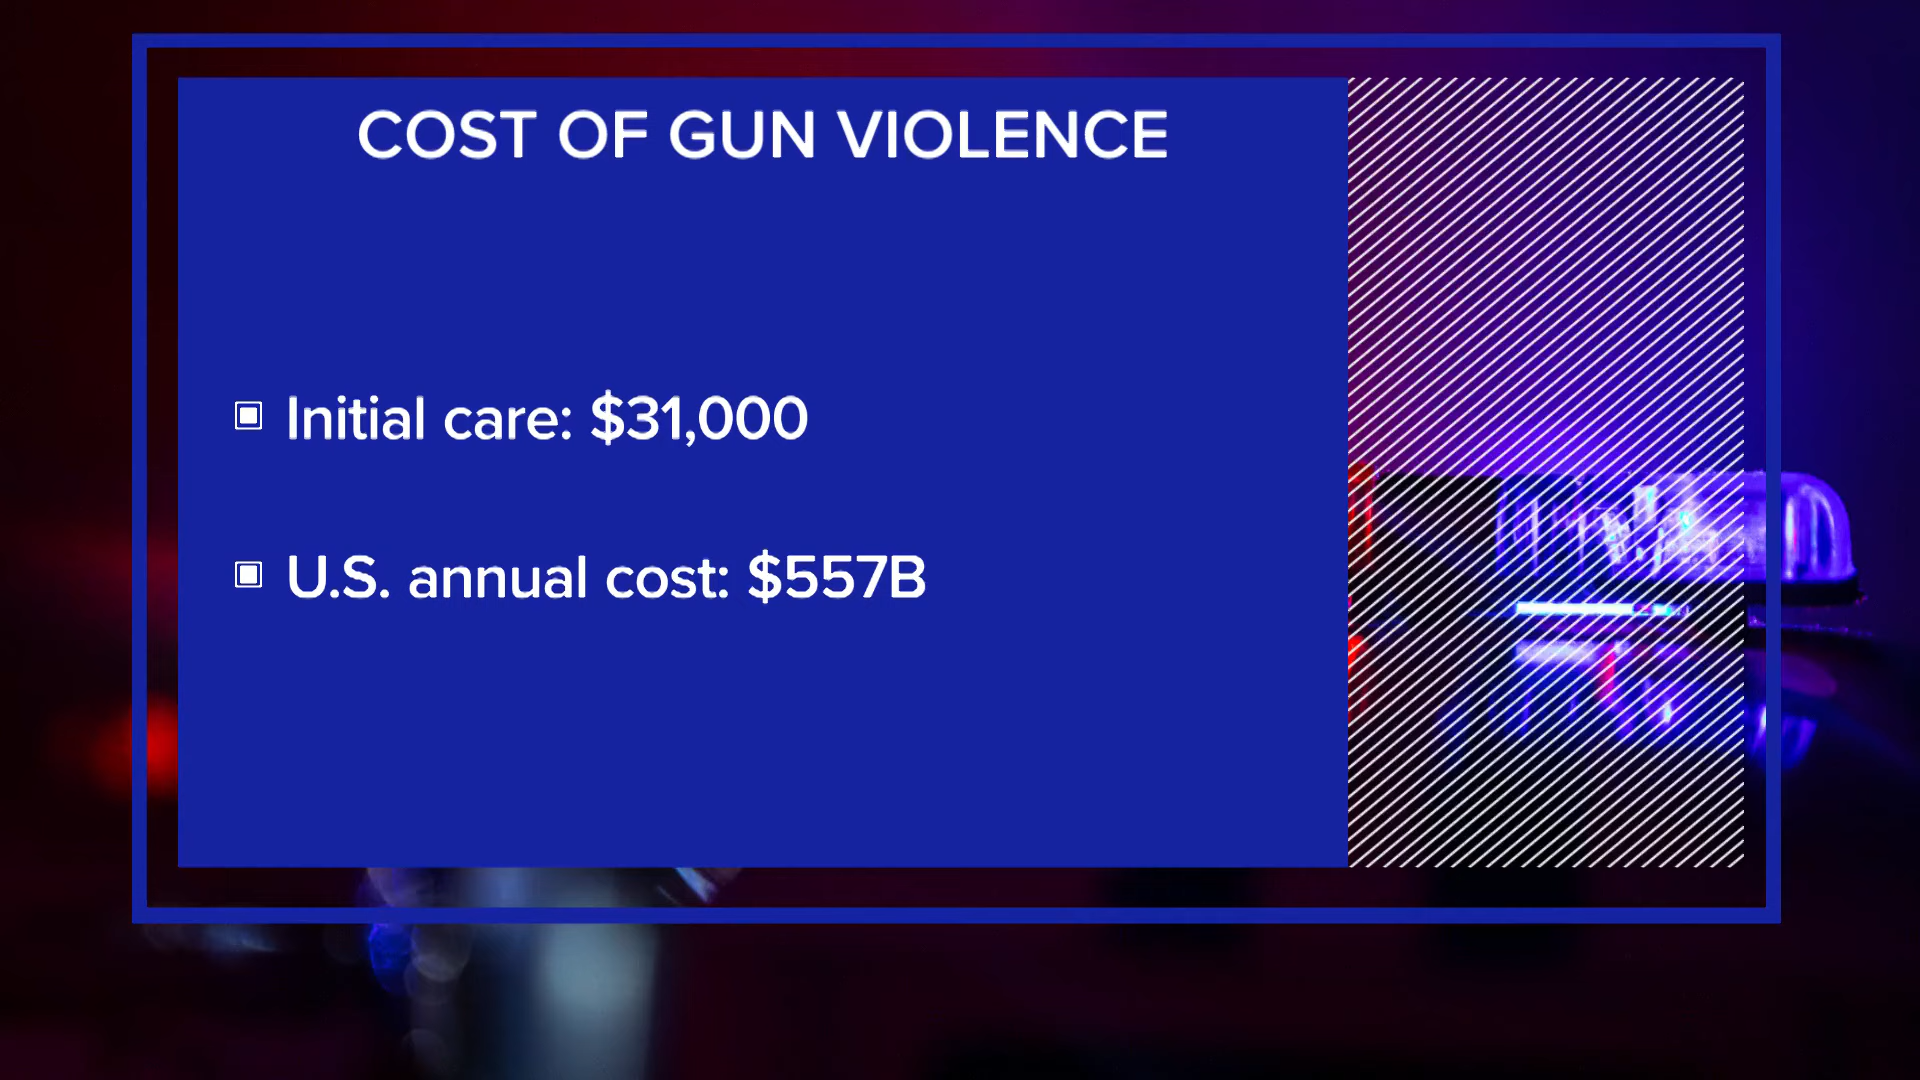 COST OF GUN VIOLENCE
Initial care: $31,000
U.S. annual cost: $557B